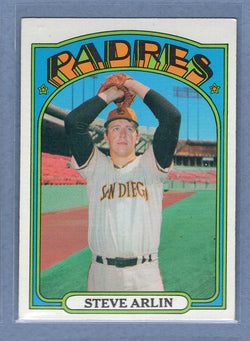 PADRES
SAN DIEGO
STEVE ARLIN